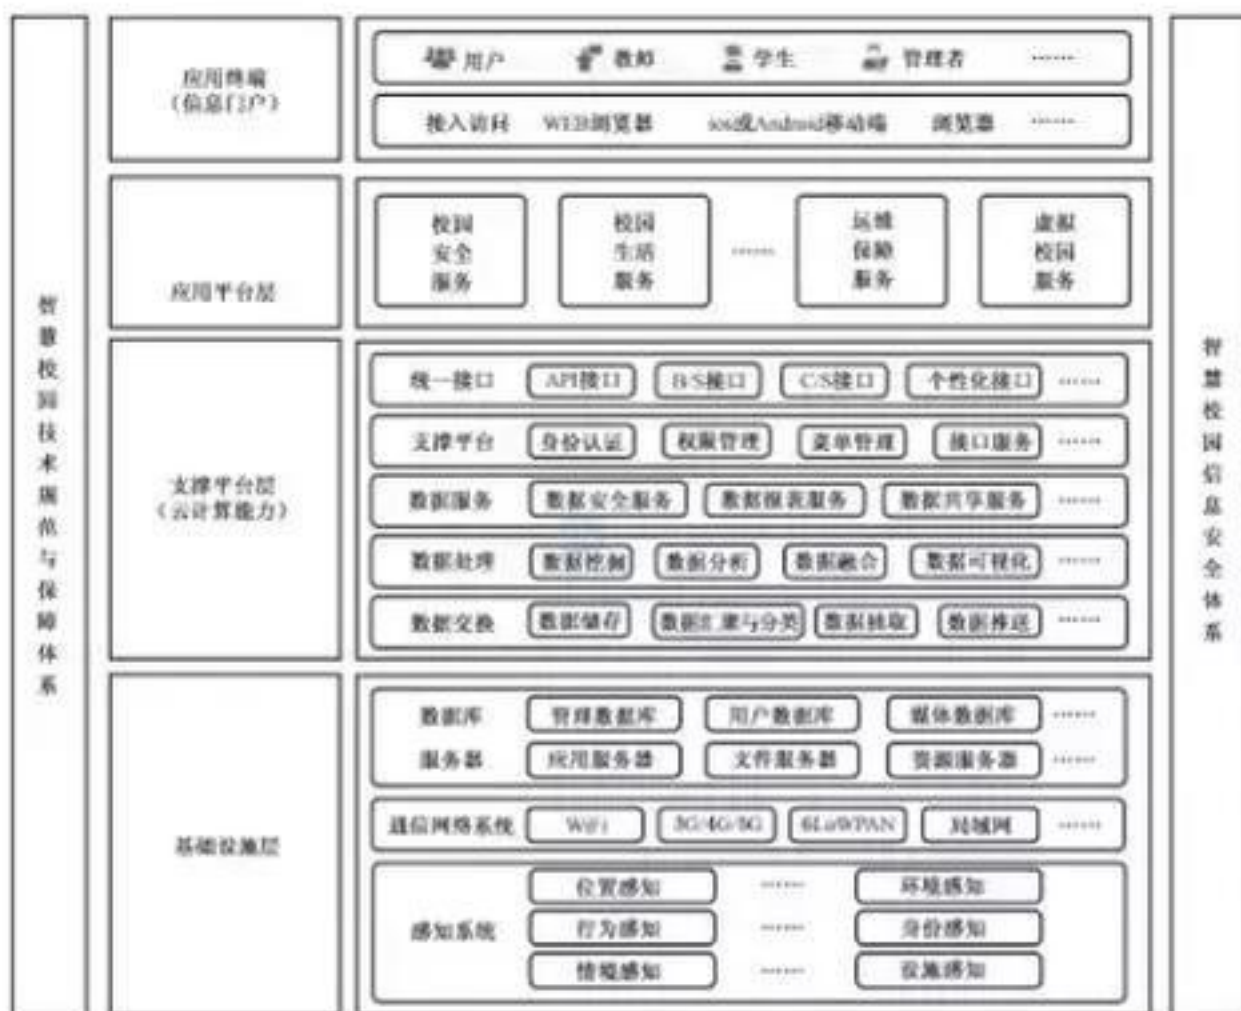 智慧校园技术规范与保障体系
应用终端
（信息门户）
用户 教师 学生 管理者 ……
接入访问 WEB浏览器 ios或Android移动端 浏览器 ……
应用平台层
校园安全服务 校园生活服务 …… 运维保障服务 虚拟校园服务
支撑平台层
（云计算能力）
统一接口 API接口 B/S接口 C/S接口 个性化接口 ……
支撑平台 身份认证 权限管理 菜单管理 接口服务 ……
数据服务 数据安全服务 数据报表服务 数据共享服务 ……
数据处理 数据挖掘 数据分析 数据融合 数据可视化 ……
数据交换 数据储存 数据汇聚与分类 数据抽取 数据推送 ……
基础设施层
数据库 管理数据库 用户数据库 媒体数据库 ……
服务器 应用服务器 文件服务器 资源服务器 ……
通信网络系统 WiFi 3G/4G/5G 6LoWPAN 局域网 ……
感知系统
位置感知 …… 环境感知
行为感知 …… 身份感知
情境感知 …… 设施感知
智慧校园信息安全体系